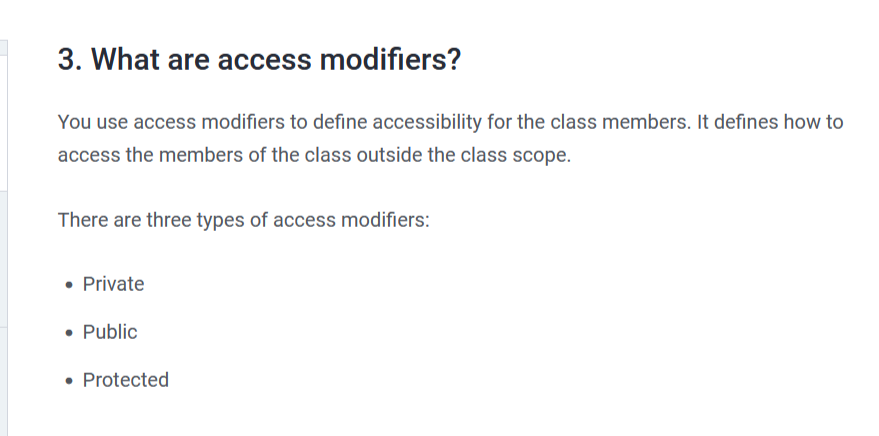 3. What are access modifiers?
You use access modifiers to define accessibility for the class members. It defines how to
access the members of the class outside the class scope.
There are three types of access modifiers:
• Private
• Public
• Protected